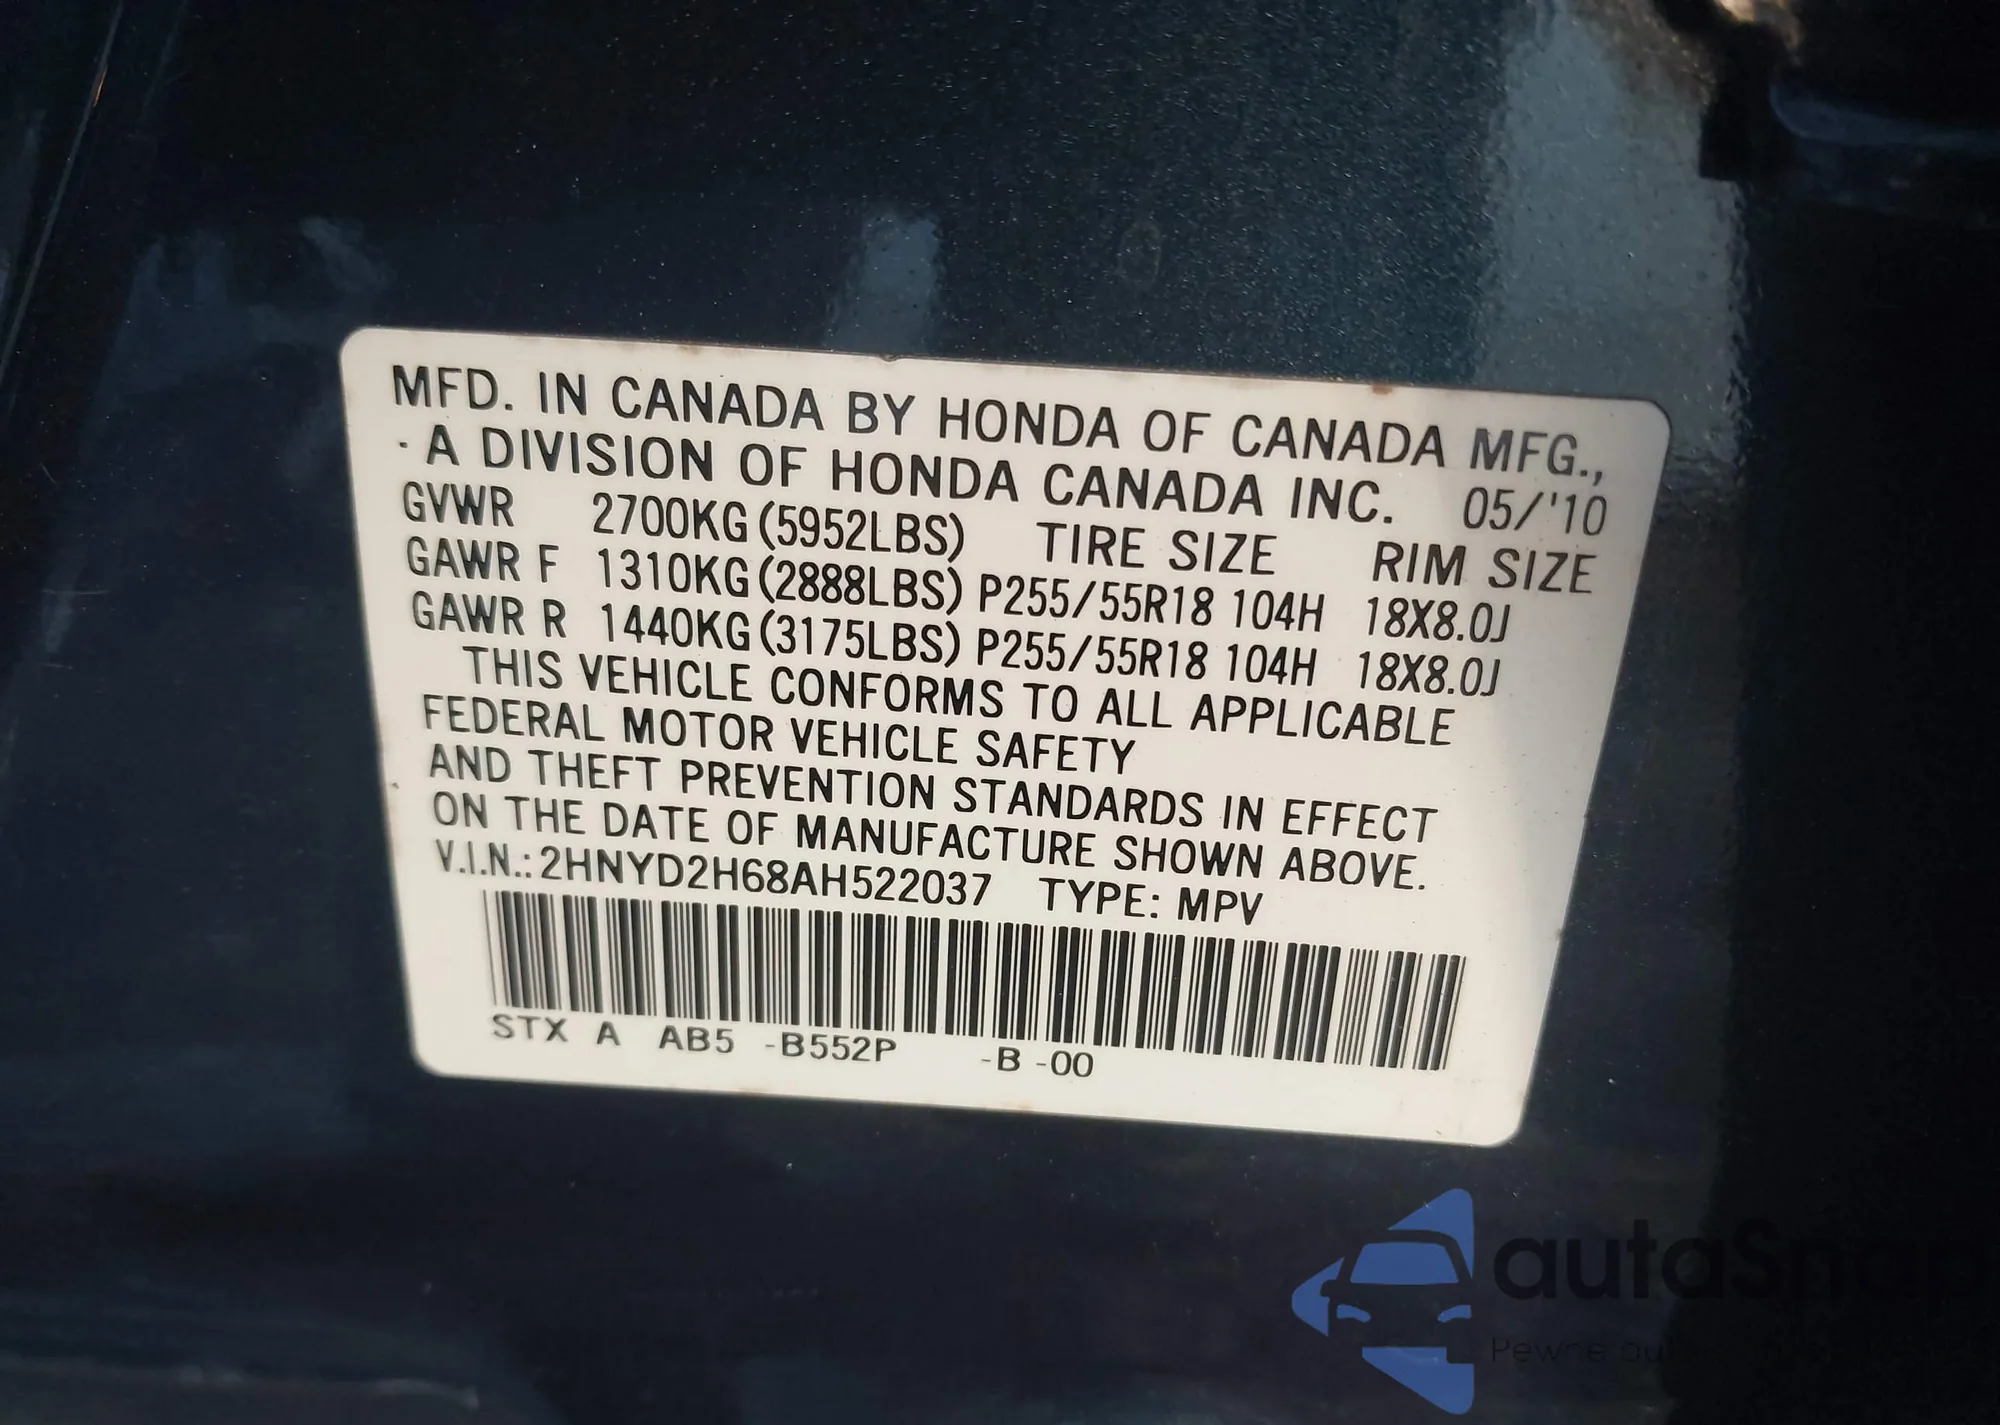 MFD. IN CANADA BY HONDA OF CANADA MFG.,
· A DIVISION OF HONDA CANADA INC. 05/'10
GVWR 2700KG (5952LBS) TIRE SIZE RIM SIZE
GAWR F 1310KG (2888LBS) P255/55R18 104H 18X8.0J
GAWR R 1440KG (3175LBS) P255/55R18 104H 18X8.0J
THIS VEHICLE CONFORMS TO ALL APPLICABLE
FEDERAL MOTOR VEHICLE SAFETY
AND THEFT PREVENTION STANDARDS IN EFFECT
ON THE DATE OF MANUFACTURE SHOWN ABOVE.
V.I.N.: 2HNYD2H68AH522037 TYPE: MPV
STX A AB5 -B552P -B -00
autaSnap
Pewne